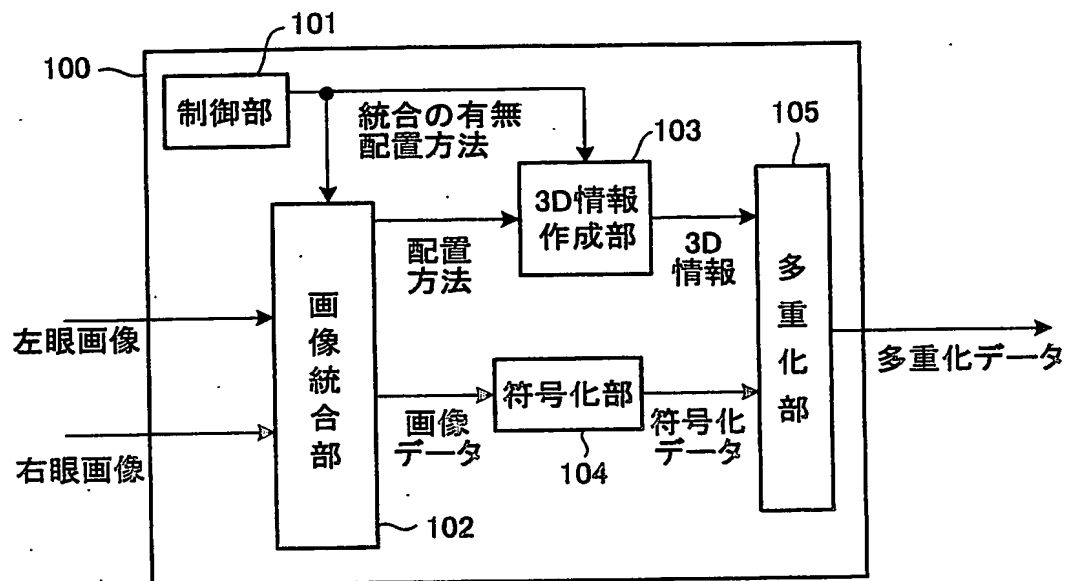 101
100
制御部
統合の有無
配置方法
103
105
3D情報
作成部
配置
方法
3D
情報
画像統合部
多重化部
左眼画像
右眼画像
画像
データ
符号化部
104
符号化
データ
多重化データ
102